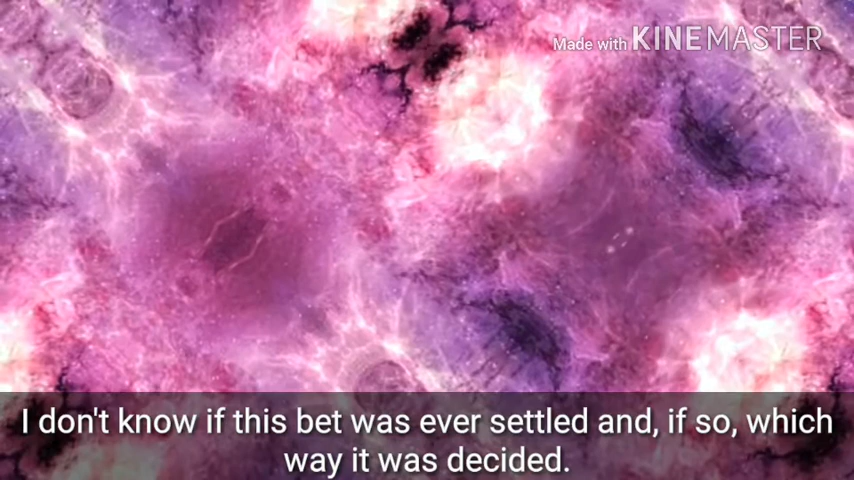 Made with KINEMASTER
I don't know if this bet was ever settled and, if so, which
way it was decided.